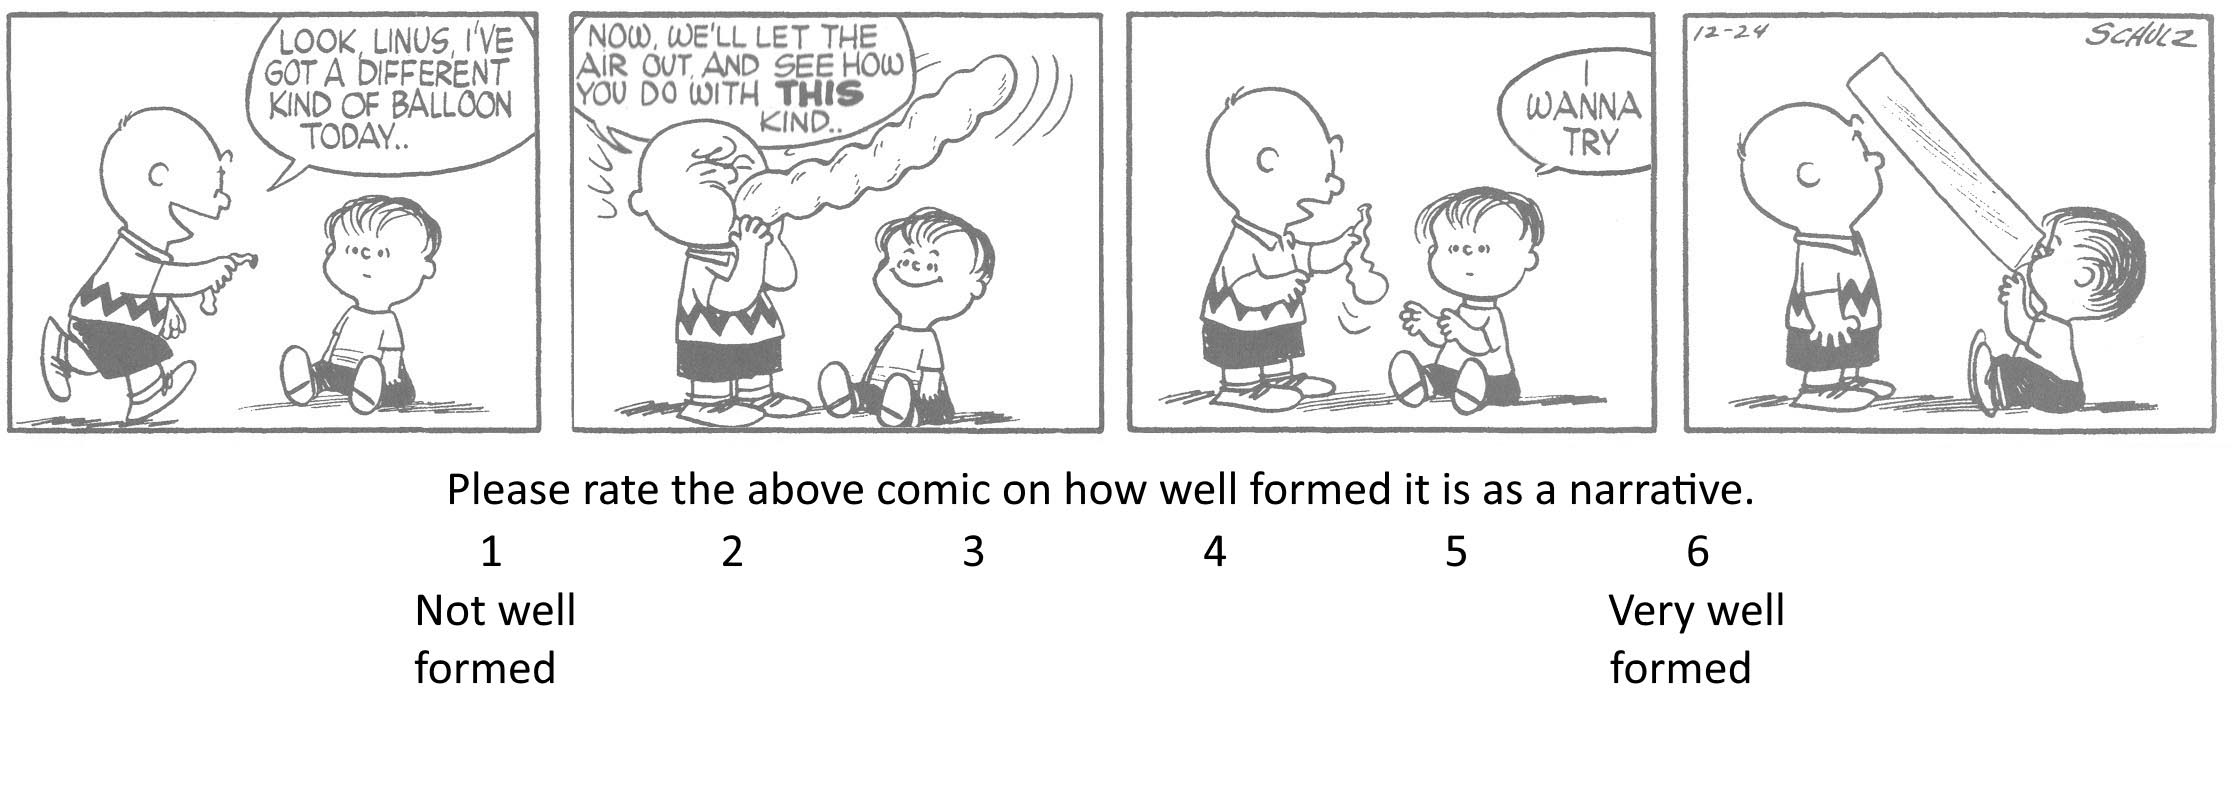 LOOK, LINUS, I'VE
GOT A DIFFERENT
KIND OF BALLOON
TODAY..
NOW, WE'LL LET THE
AIR OUT, AND SEE HOW
YOU DO WITH THIS
KIND..
I
WANNA
TRY
12-24
SCHULZ
Please rate the above comic on how well formed it is as a narrative.
1 2 3 4 5 6
Not well
formed
Very well
formed